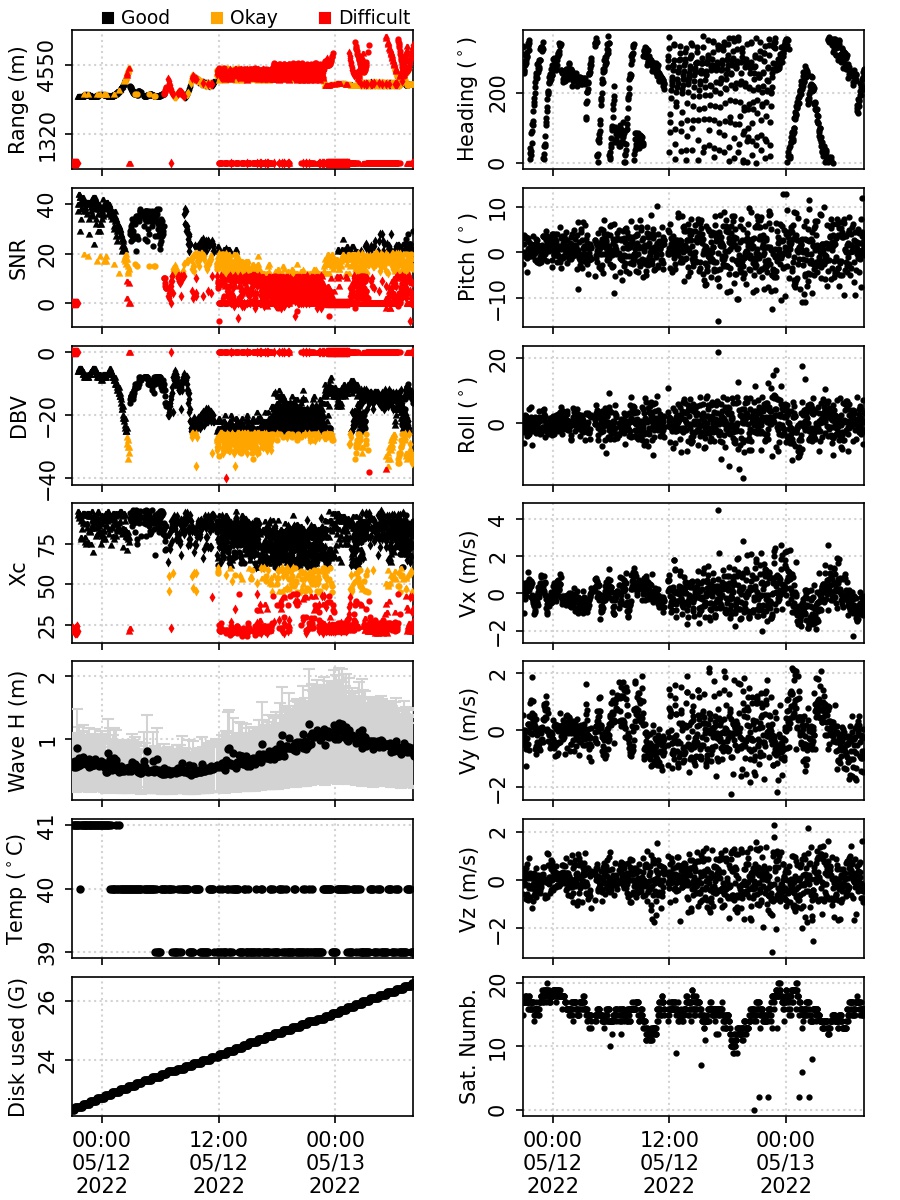 Good Okay Difficult
Range (m)
4550
1320
Heading (°)
200
0
SNR
40
20
0
Pitch (°)
10
0
−10
DBV
0
−20
−40
Roll (°)
20
0
Xc
75
50
25
Vx (m/s)
4
2
0
−2
Wave H (m)
2
1
Vy (m/s)
2
0
−2
Temp (°C)
41
40
39
Vz (m/s)
2
0
−2
Disk used (G)
26
24
Sat. Numb.
20
10
0
00:00 12:00 00:00
05/12 05/12 05/13
2022 2022 2022
00:00 12:00 00:00
05/12 05/12 05/13
2022 2022 2022